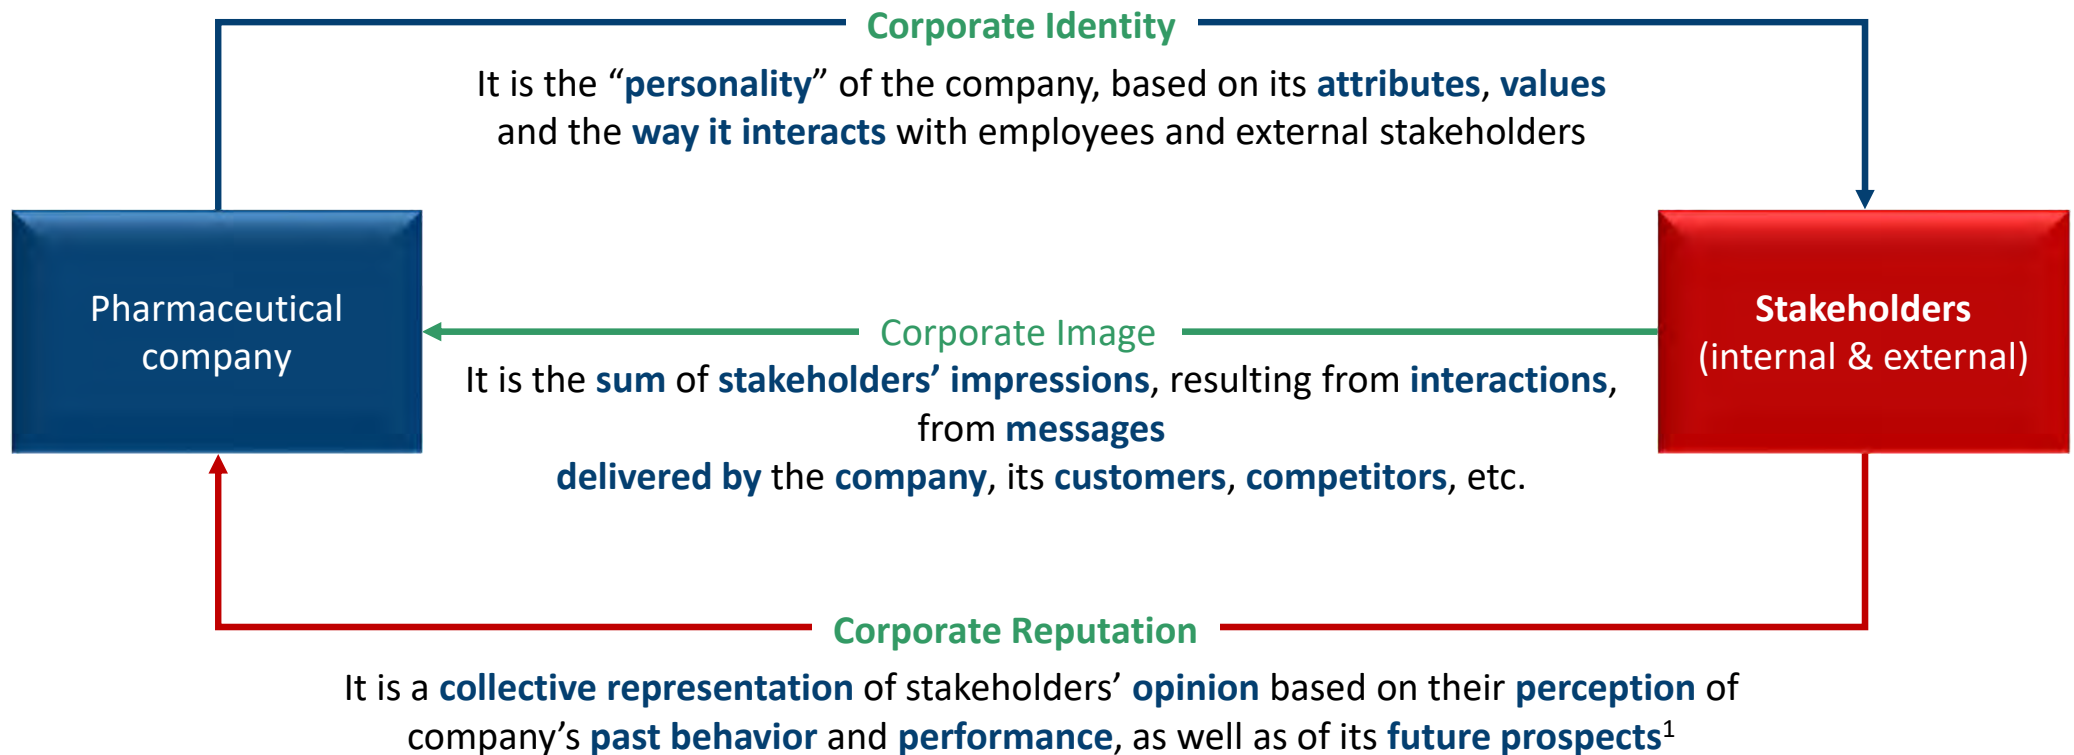 Corporate Identity
It is the “personality” of the company, based on its attributes, values
and the way it interacts with employees and external stakeholders
Pharmaceutical
company
Stakeholders
(internal & external)
Corporate Image
It is the sum of stakeholders’ impressions, resulting from interactions,
from messages
delivered by the company, its customers, competitors, etc.
Corporate Reputation
It is a collective representation of stakeholders’ opinion based on their perception of
company’s past behavior and performance, as well as of its future prospects¹